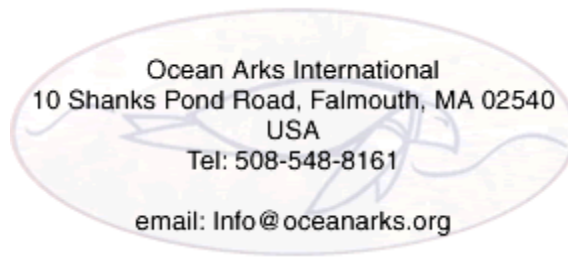 Ocean Arks International
10 Shanks Pond Road, Falmouth, MA 02540
USA
Tel: 508-548-8161
email: Info@oceanarks.org